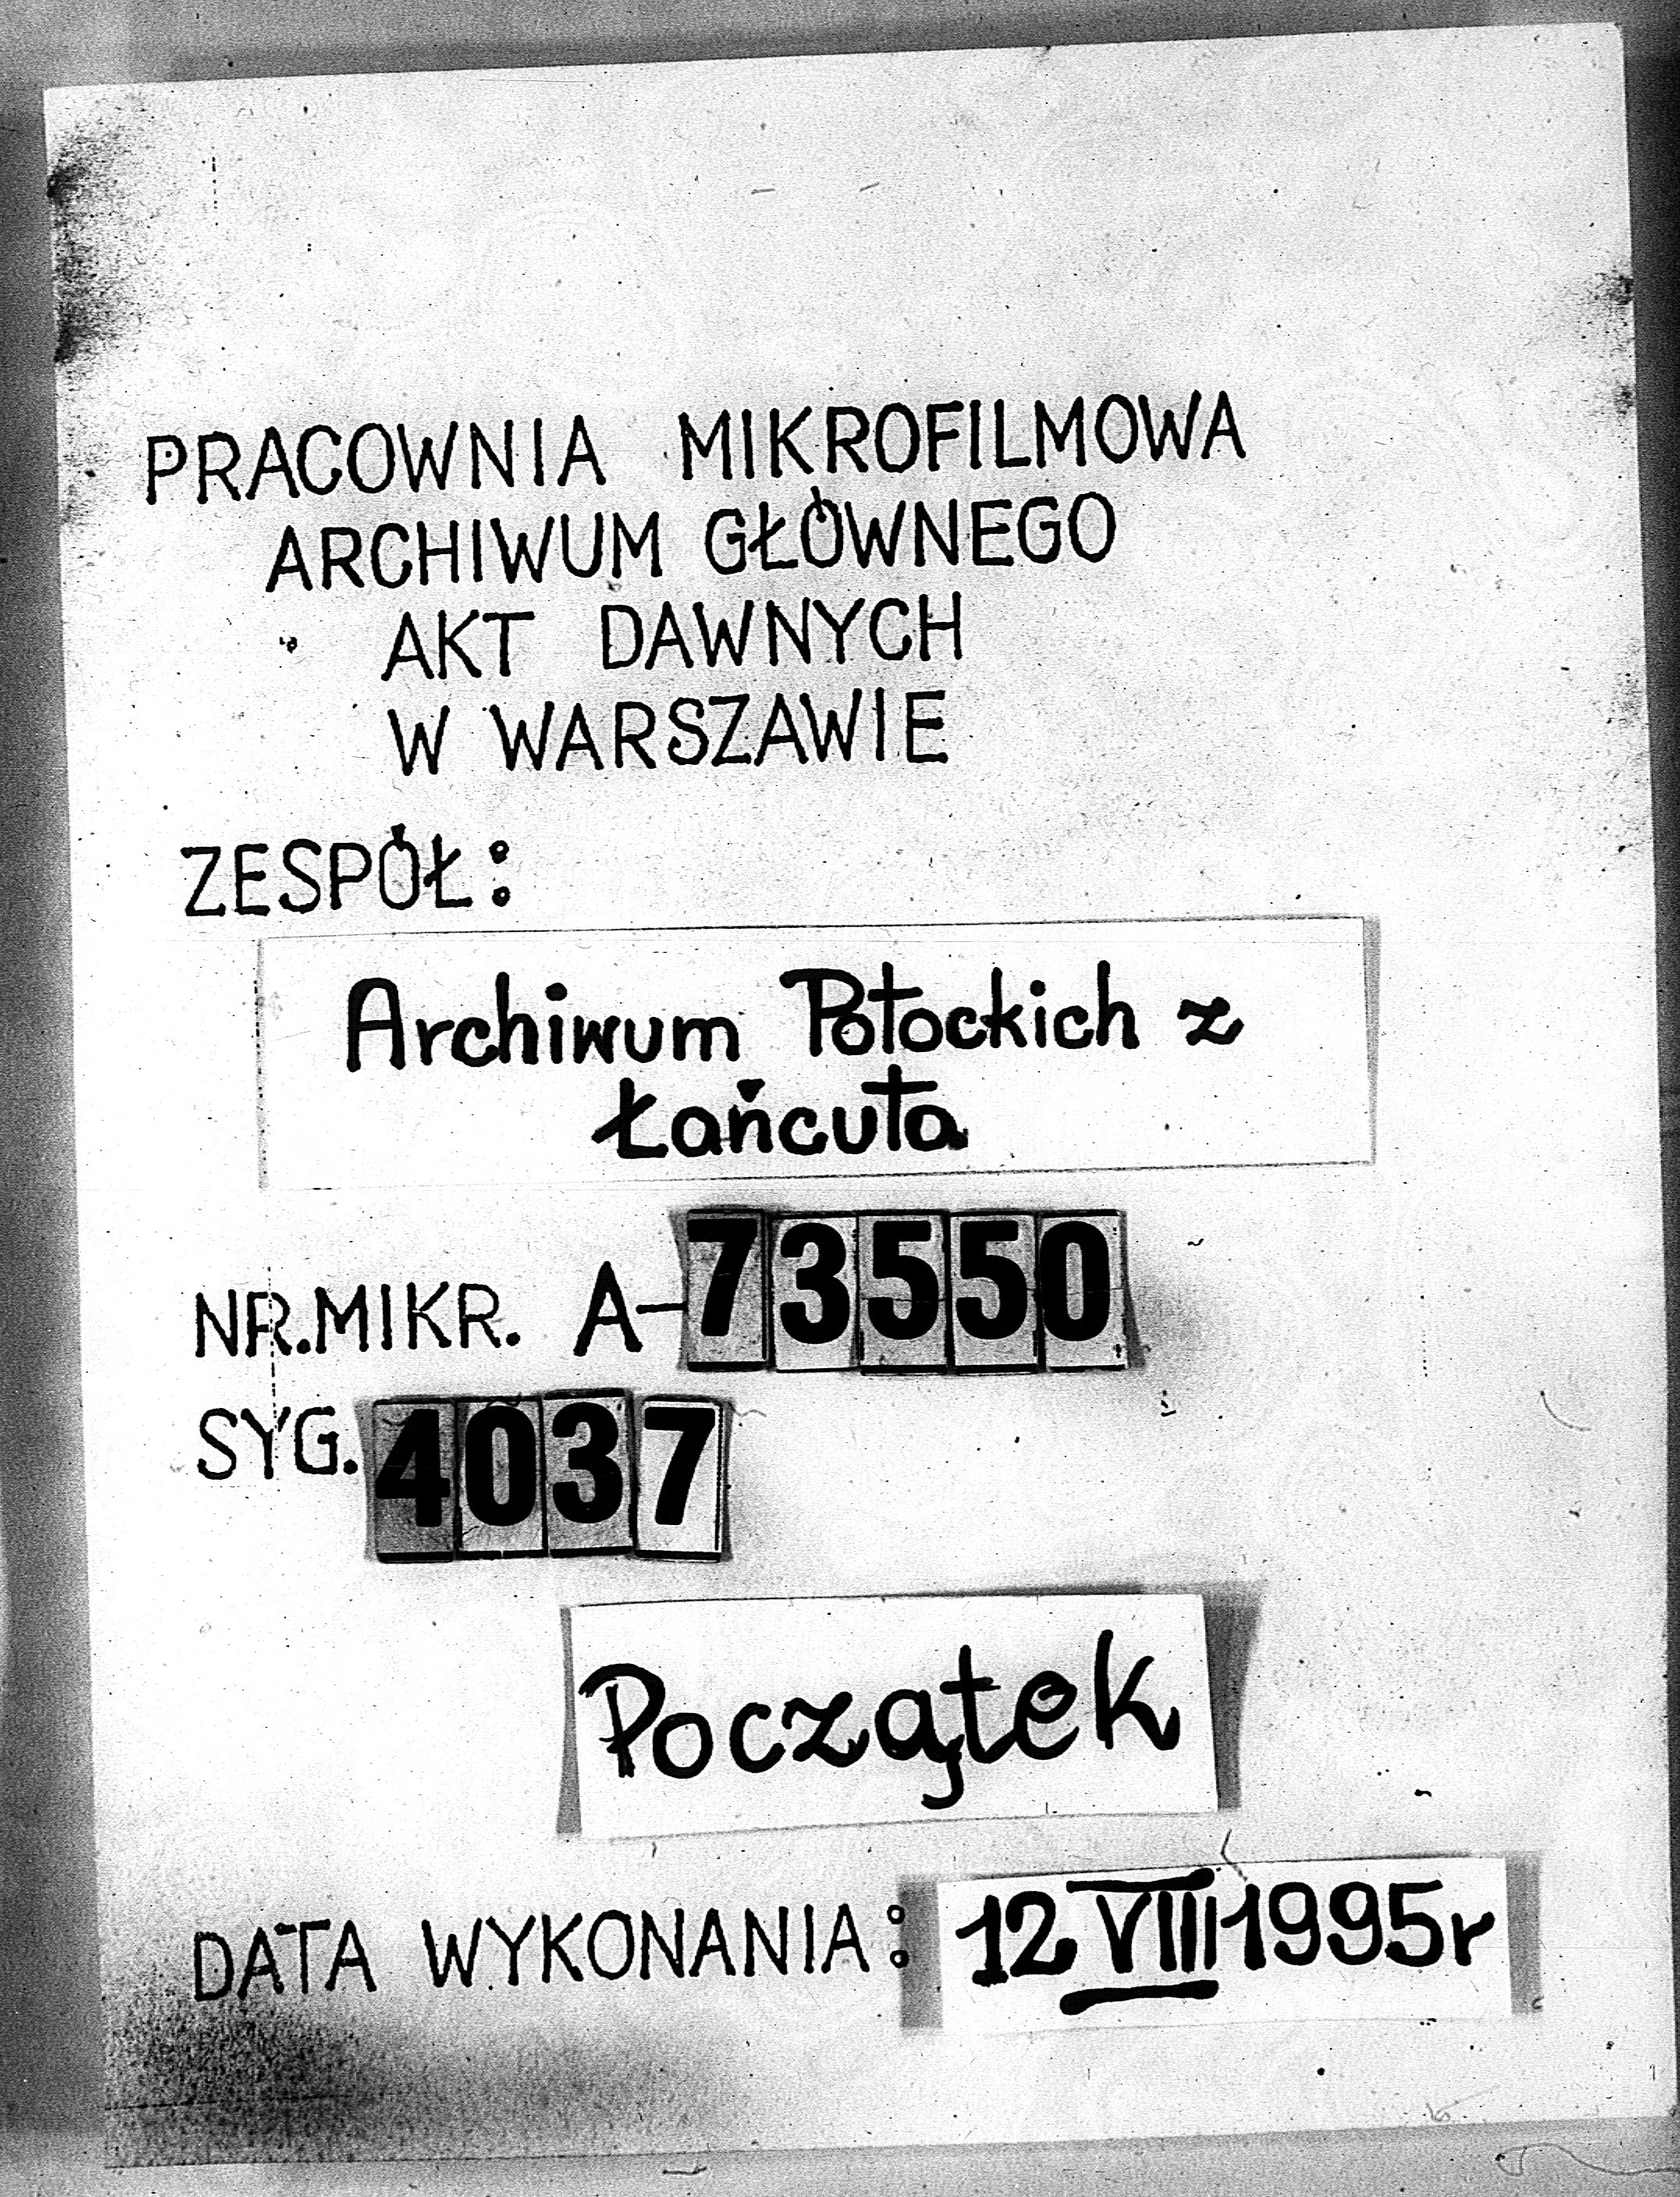 PRACOWNIA MIKROFILMOWA
ARCHIWUM GŁÓWNEGO
AKT DAWNYCH
W WARSZAWIE
ZESPÓŁ:
Archiwum Potockich z
Łańcuta
NR.MIKR. A-73550
SYG. 4037
Początek
DATA WYKONANIA: 12 VIII 1995r